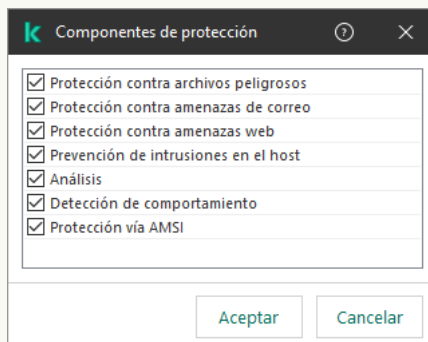 Componentes de protección
Protección contra archivos peligrosos
Protección contra amenazas de correo
Protección contra amenazas web
Prevención de intrusiones en el host
Análisis
Detección de comportamiento
Protección vía AMSI
Aceptar Cancelar